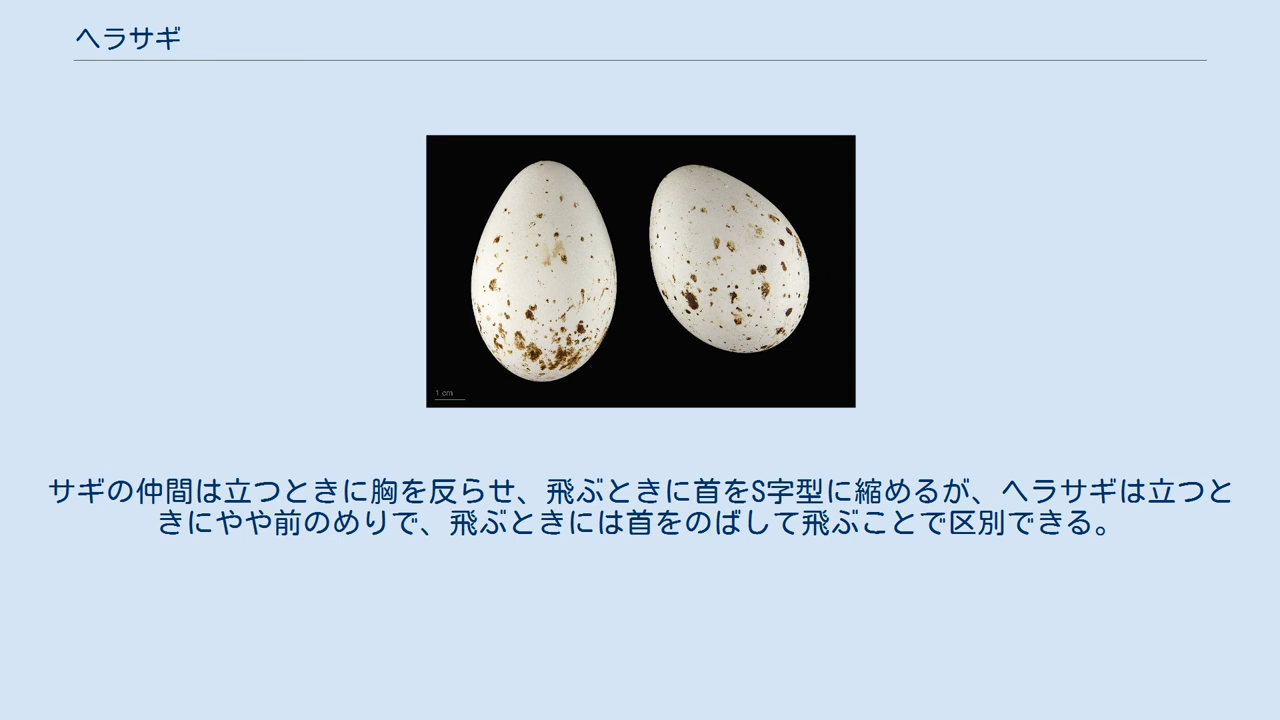 ヘラサギ
1 cm
サギの仲間は立つときに胸を反らせ、飛ぶときに首をS字型に縮めるが、ヘラサギは立つと
きにやや前のめりで、飛ぶときには首をのばして飛ぶことで区別できる。